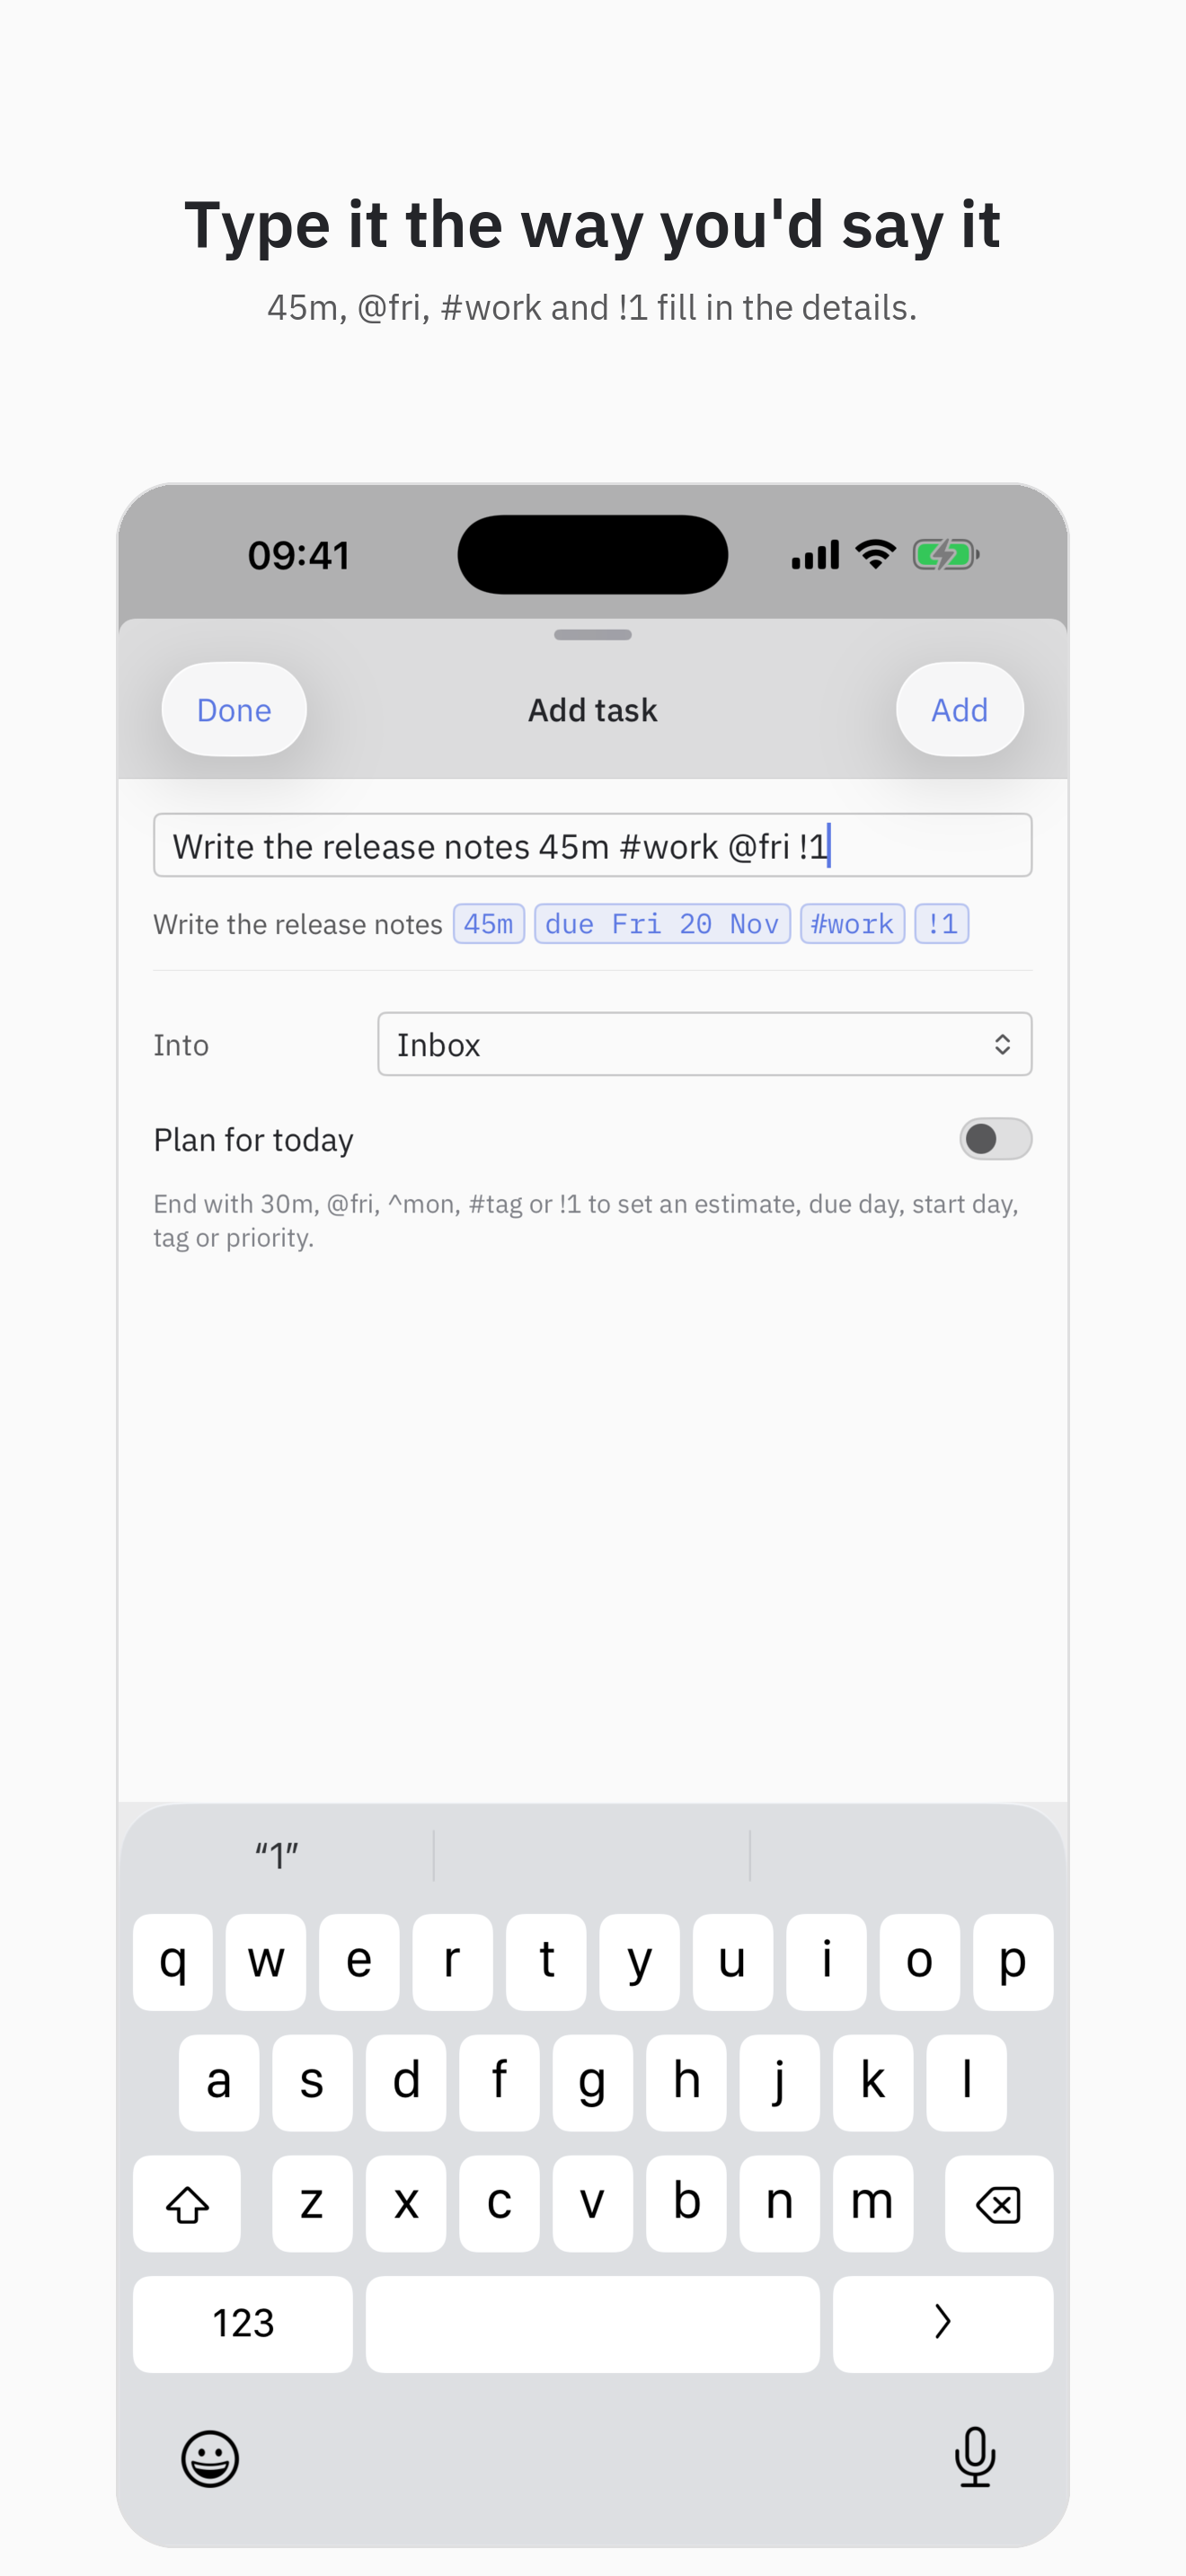 Type it the way you'd say it
45m, @fri, #work and !1 fill in the details.
09:41
Done Add task Add
Write the release notes 45m #work @fri !1
Write the release notes 45m due Fri 20 Nov #work !1
Into Inbox
Plan for today
End with 30m, @fri, ^mon, #tag or !1 to set an estimate, due day, start day,
tag or priority.
“1”
q w e r t y u i o p
a s d f g h j k l
z x c v b n m
123